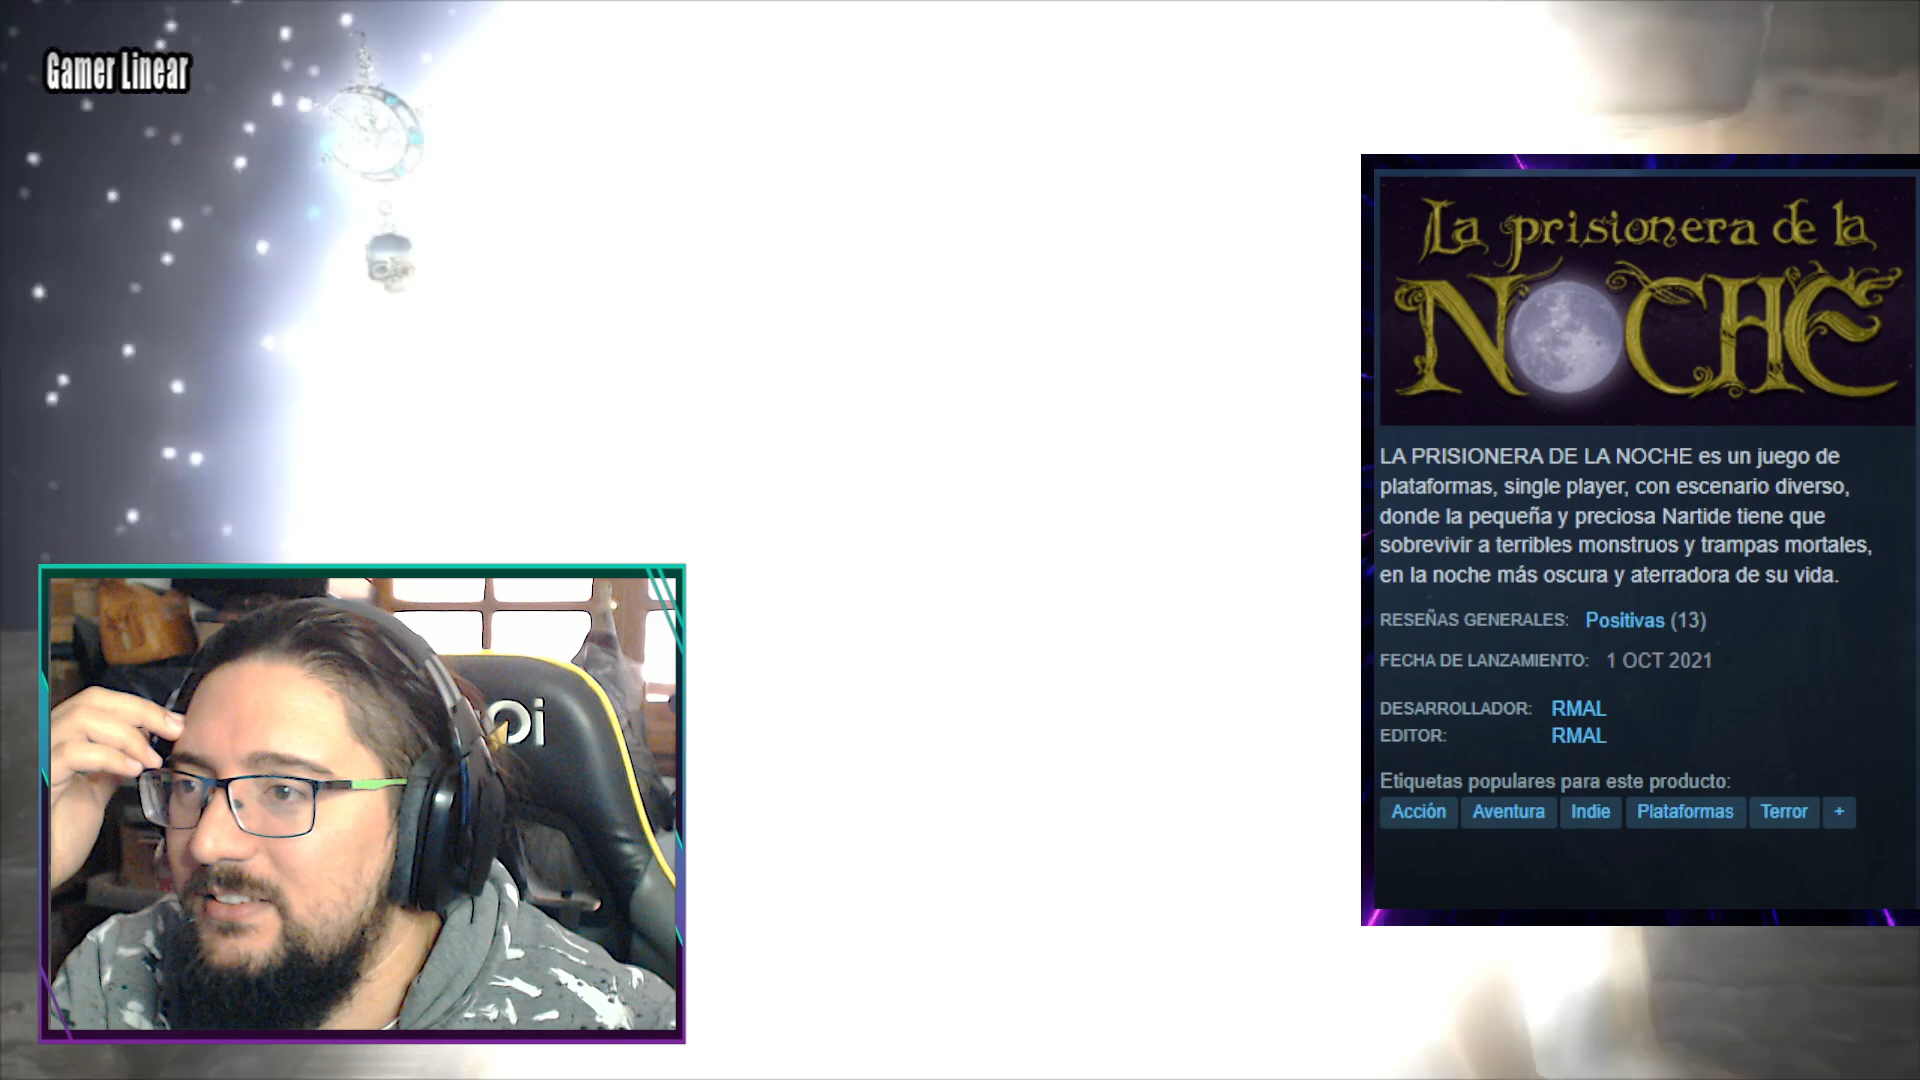 Gamer Linear
La prisionera de la
NOCHE
LA PRISIONERA DE LA NOCHE es un juego de
plataformas, single player, con escenario diverso,
donde la pequeña y preciosa Nartide tiene que
sobrevivir a terribles monstruos y trampas mortales,
en la noche más oscura y aterradora de su vida.
RESEÑAS GENERALES: Positivas (13)
FECHA DE LANZAMIENTO: 1 OCT 2021
DESARROLLADOR: RMAL
EDITOR: RMAL
Etiquetas populares para este producto:
Acción Aventura Indie Plataformas Terror +